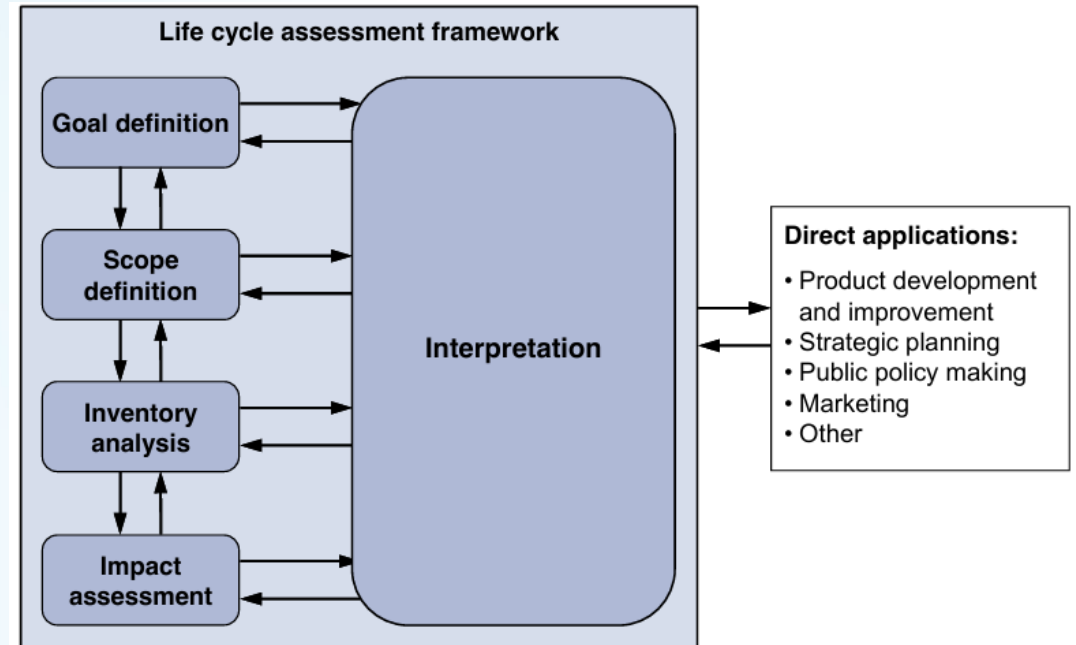 Life cycle assessment framework
Goal definition
Scope
definition
Inventory
analysis
Impact
assessment
Interpretation
Direct applications:
• Product development
and improvement
• Strategic planning
• Public policy making
• Marketing
• Other